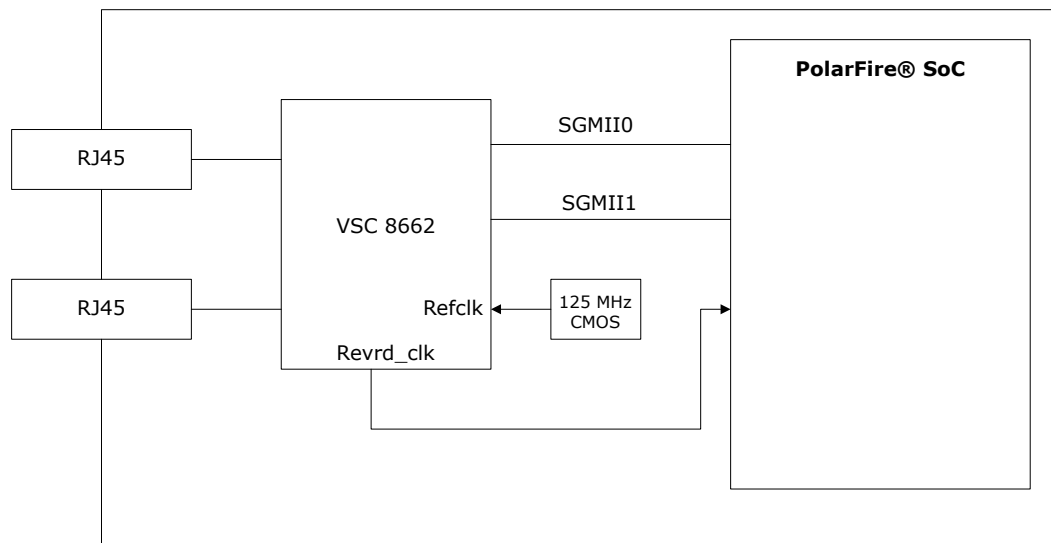 PolarFire® SoC
SGMII0
RJ45
SGMII1
VSC 8662
RJ45
Refclk
125 MHz
CMOS
Revrd_clk